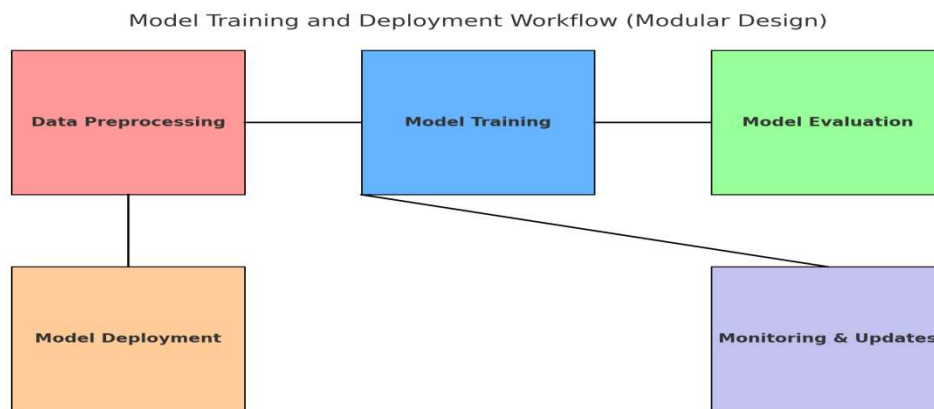 Model Training and Deployment Workflow (Modular Design)
Data Preprocessing
Model Training
Model Evaluation
Model Deployment
Monitoring & Updates